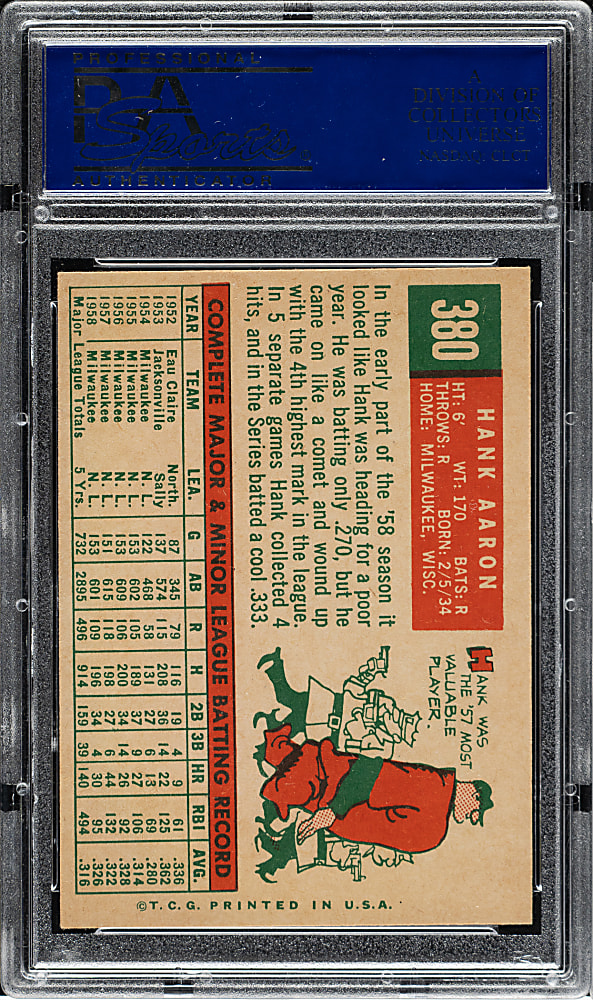 PROFESSIONAL
PSA
Sports
AUTHENTICATOR
A
DIVISION OF
COLLECTORS
UNIVERSE
NASDAQ: CLCT
380
HANK AARON
HT: 6' WT: 170 BATS: R
THROWS: R BORN: 2/5/34
HOME: MILWAUKEE, WISC.
In the early part of the '58 season it
looked like Hank was heading for a poor
year. He was batting only .270, but he
came on like a comet and wound up
with the 4th highest mark in the league.
In 5 separate games Hank collected 4
hits, and in the Series batted a cool .333.
HANK WAS
THE '57 MOST
VALUABLE
PLAYER.
COMPLETE MAJOR & MINOR LEAGUE BATTING RECORD
YEAR TEAM LEA. G AB R H 2B 3B HR RBI AVG.
1952 Eau Claire North. 87 345 79 116 19 4 9 61 .336
1953 Jacksonville Sally 137 574 115 208 36 14 22 125 .362
1954 Milwaukee N. L. 122 468 58 131 27 6 13 69 .280
1955 Milwaukee N. L. 153 602 105 189 37 9 27 106 .314
1956 Milwaukee N. L. 153 609 106 200 34 14 26 92 .328
1957 Milwaukee N. L. 151 615 118 198 27 6 44 132 .322
1958 Milwaukee N. L. 153 601 109 196 34 4 30 95 .326
Major League Totals 5 Yrs. 732 2895 496 914 159 39 140 494 .316
©T.C.G. PRINTED IN U.S.A.